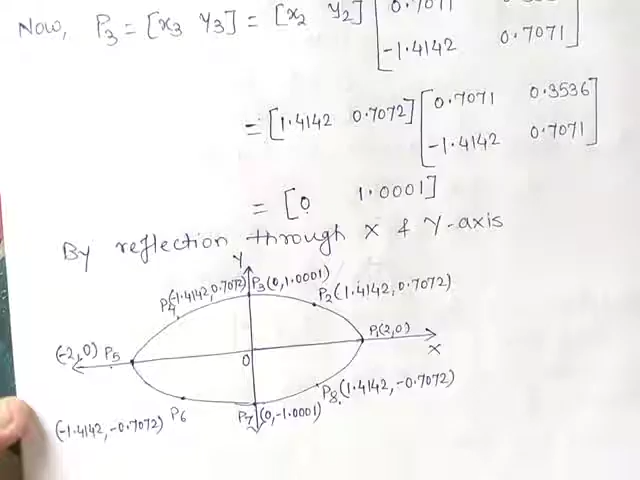 Now, P3 = [x3 y3] = [x2 y2] [0.7071
-1.4142 0.7071]
= [1.4142 0.7072] [0.7071 0.3536
-1.4142 0.7071]
= [0 1.0001]
By reflection through X & Y-axis
Y
P4(-1.4142, 0.7072) P3(0, 1.0001)
P2(1.4142, 0.7072)
P1(2,0)
X
(-2,0) P5
O
P6
(-1.4142, -0.7072)
P7(0, -1.0001)
P8(1.4142, -0.7072)